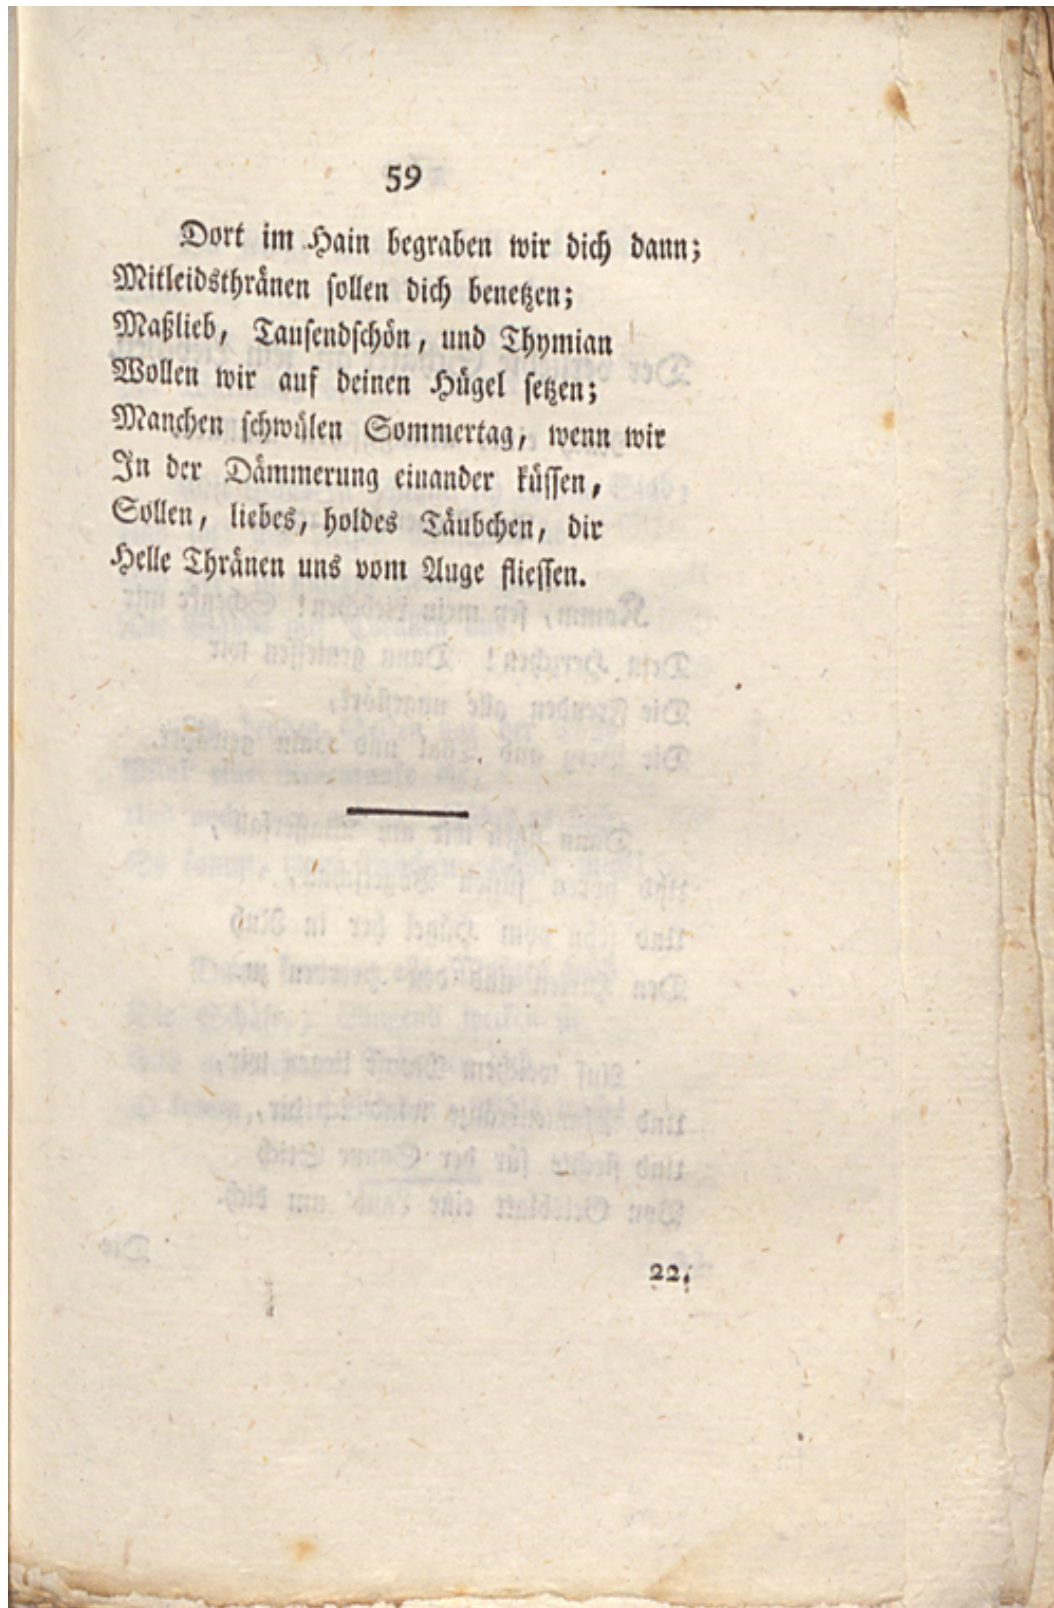 59
Dort im Hain begraben wir dich dann;
Mitleidsthränen sollen dich benetzen;
Maßlieb, Tausendschön, und Thymian
Wollen wir auf deinen Hügel setzen;
Manchen schwülen Sommertag, wenn wir
In der Dämmerung einander küssen,
Sollen, liebes, holdes Täubchen, dir
Helle Thränen uns vom Auge fliessen.
22.